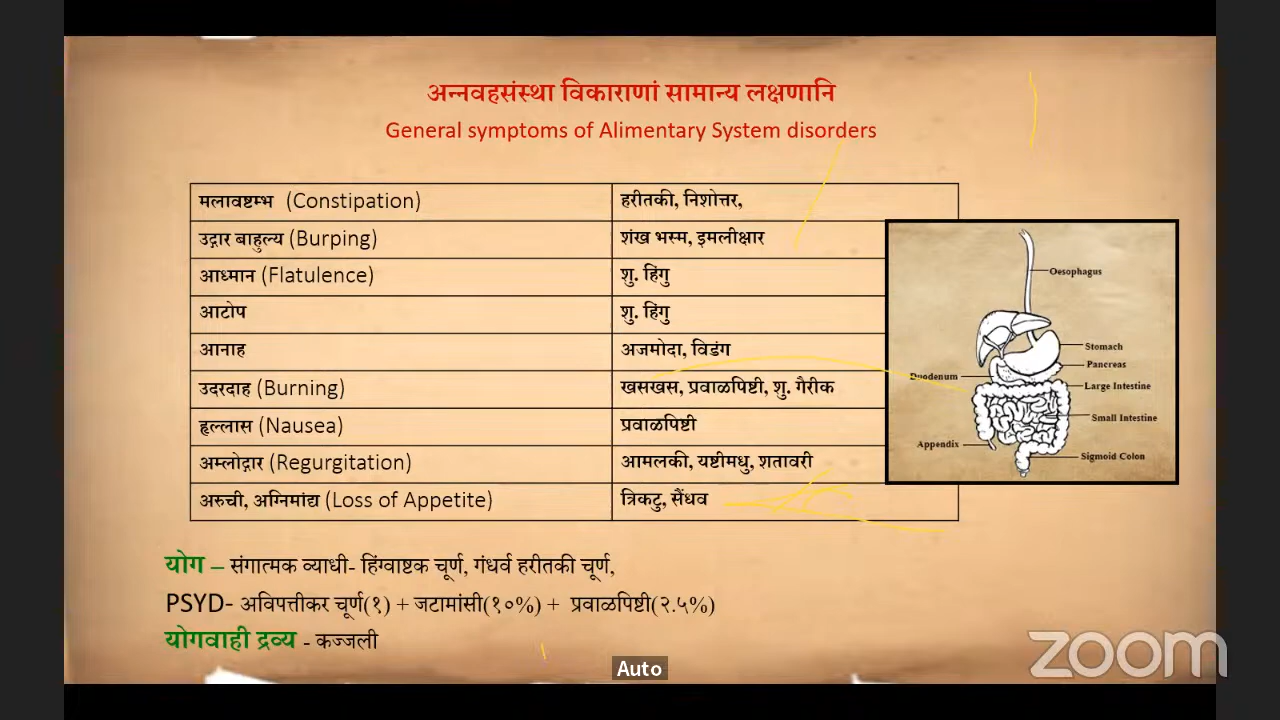 अन्नवहसंस्था विकाराणां सामान्य लक्षणानि
General symptoms of Alimentary System disorders
मलावष्टम्भ (Constipation) हरीतकी, निशोत्तर,
उद्गार बाहुल्य (Burping) शंख भस्म, इमलीक्षार
आध्मान (Flatulence) शु. हिंगु
आटोप शु. हिंगु
आनाह अजमोदा, विडंग
उदरदाह (Burning) खसखस, प्रवाळपिष्टी, शु. गैरीक
हृल्लास (Nausea) प्रवाळपिष्टी
अम्लोद्गार (Regurgitation) आमलकी, यष्टीमधु, शतावरी
अरुची, अग्निमांद्य (Loss of Appetite) त्रिकटु, सैंधव
Oesophagus
Stomach
Pancreas
Duodenum
Large Intestine
Small Intestine
Appendix
Sigmoid Colon
योग – संगात्मक व्याधी- हिंग्वाष्टक चूर्ण, गंधर्व हरीतकी चूर्ण,
PSYD- अविपत्तीकर चूर्ण(१) + जटामांसी(१०%) + प्रवाळपिष्टी(२.५%)
योगवाही द्रव्य - कज्जली
Auto
zoom